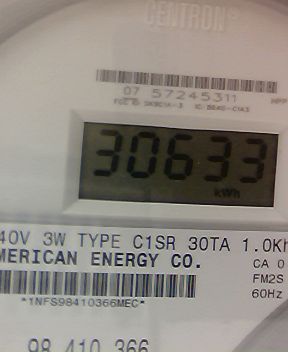 CENTRON®
07 57245311
30633
kWh
40V 3W TYPE C1SR 30TA 1.0Kh
MERICAN ENERGY CO.
CA 0
FM2S
60Hz
*1NFS98410366MEC*
98 410 366